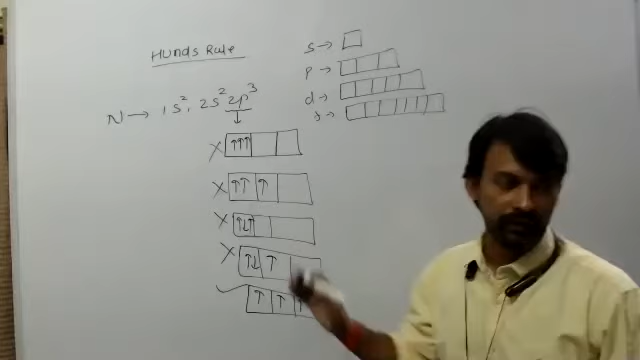 Hunds Rule
N → 1s², 2s² 2p³
↓
s →
p →
d →
f →
X ↑↑↑
X ↑↑ ↑
X ↑↓↑
X ↑↓ ↑
✓ ↑ ↑ ↑